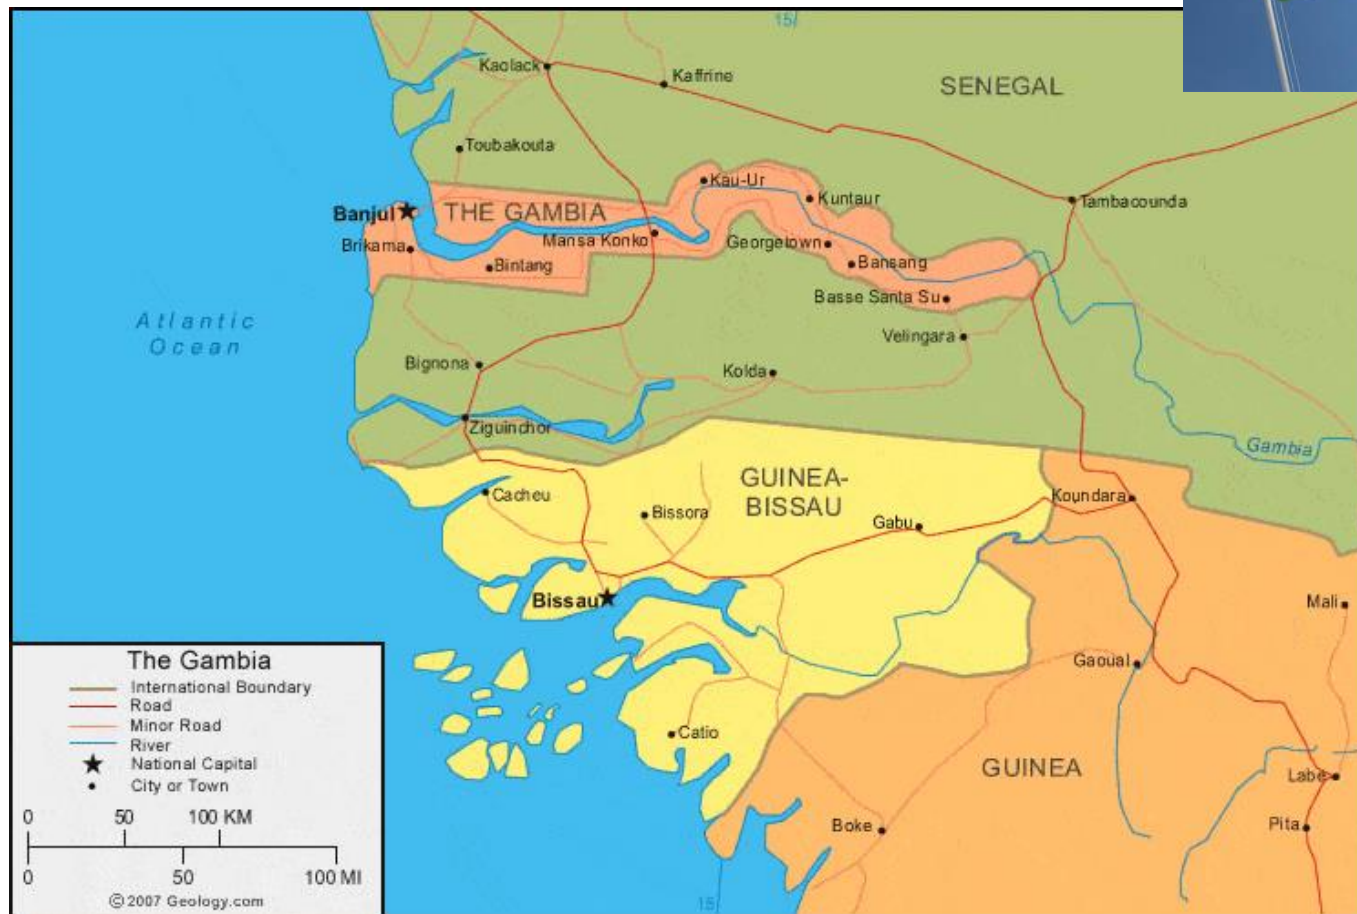 15
Kaolack
Kaffrine
SENEGAL
Toubakouta
Kau-Ur
Kuntaur
Tambacounda
Banjul
THE GAMBIA
Brikama
Mansa Konko
Georgetown
Bintang
Bansang
Basse Santa Su
Atlantic
Ocean
Velingara
Bignona
Kolda
Ziguinchor
Gambia
GUINEA-
BISSAU
Cacheu
Koundara
Bissora
Gabu
Bissau
Mali
Gaoual
Catio
GUINEA
Labe
Boke
Pita
15
The Gambia
International Boundary
Road
Minor Road
River
National Capital
City or Town
0 50 100 KM
0 50 100 MI
©2007 Geology.com